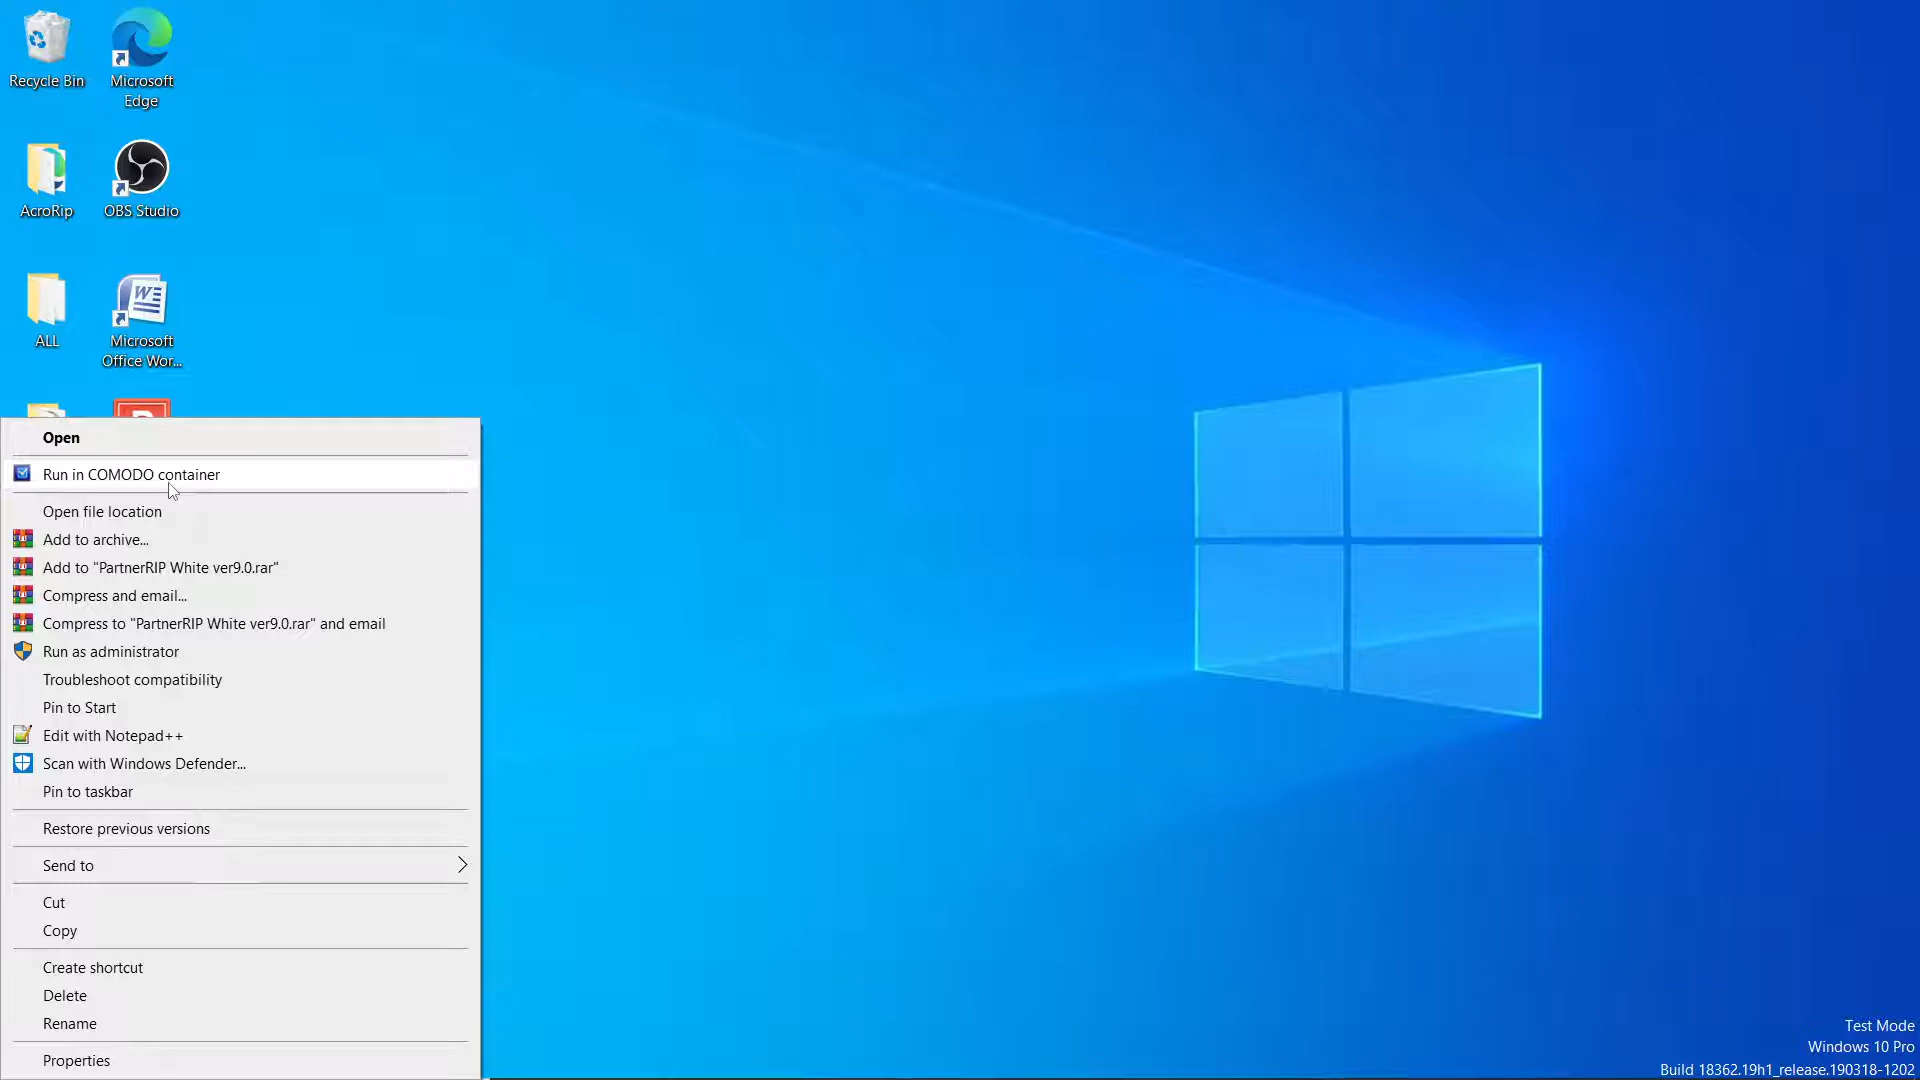 Recycle Bin
Microsoft
Edge
AcroRip
OBS Studio
ALL
Microsoft
Office Wor...
Open
Run in COMODO container
Open file location
Add to archive...
Add to "PartnerRIP White ver9.0.rar"
Compress and email...
Compress to "PartnerRIP White ver9.0.rar" and email
Run as administrator
Troubleshoot compatibility
Pin to Start
Edit with Notepad++
Scan with Windows Defender...
Pin to taskbar
Restore previous versions
Send to
Cut
Copy
Create shortcut
Delete
Rename
Properties
Test Mode
Windows 10 Pro
Build 18362.19h1_release.190318-1202